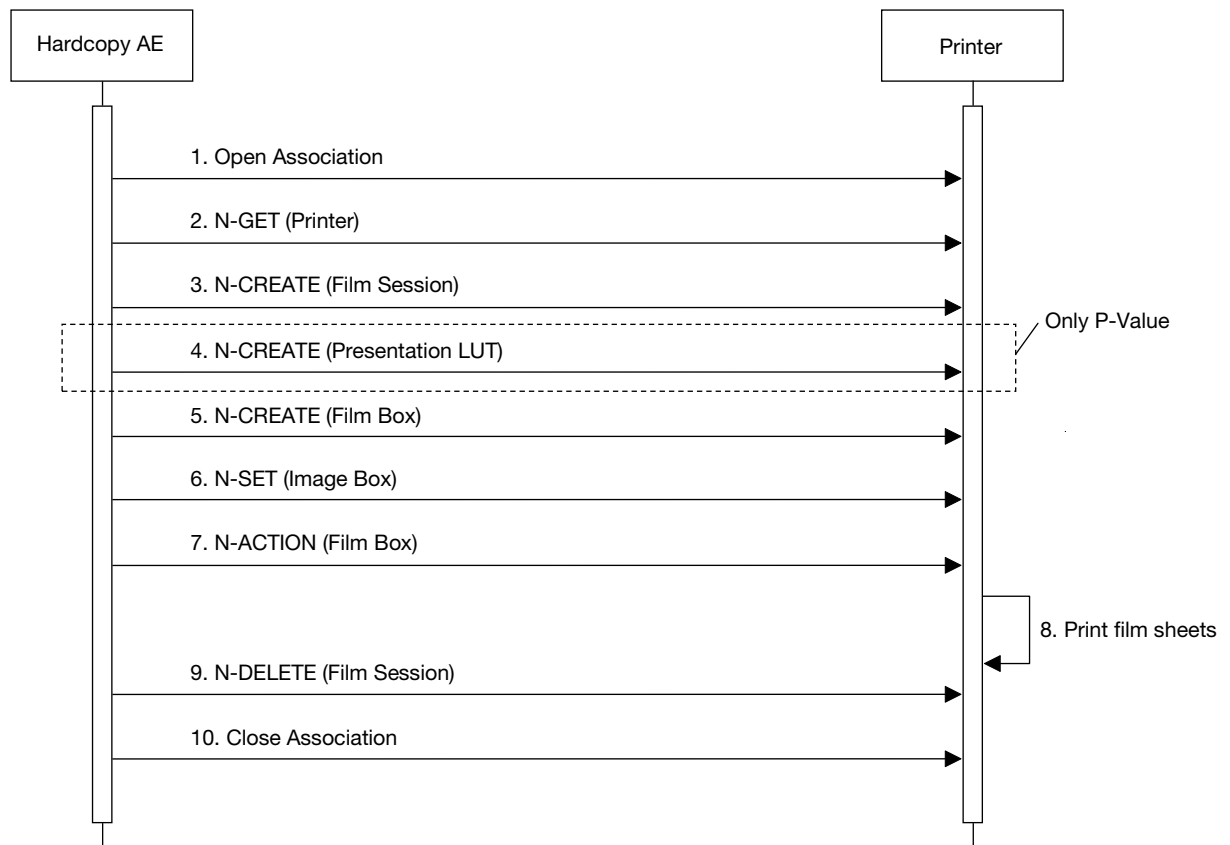 Hardcopy AE
Printer
1. Open Association
2. N-GET (Printer)
3. N-CREATE (Film Session)
Only P-Value
4. N-CREATE (Presentation LUT)
5. N-CREATE (Film Box)
6. N-SET (Image Box)
7. N-ACTION (Film Box)
8. Print film sheets
9. N-DELETE (Film Session)
10. Close Association